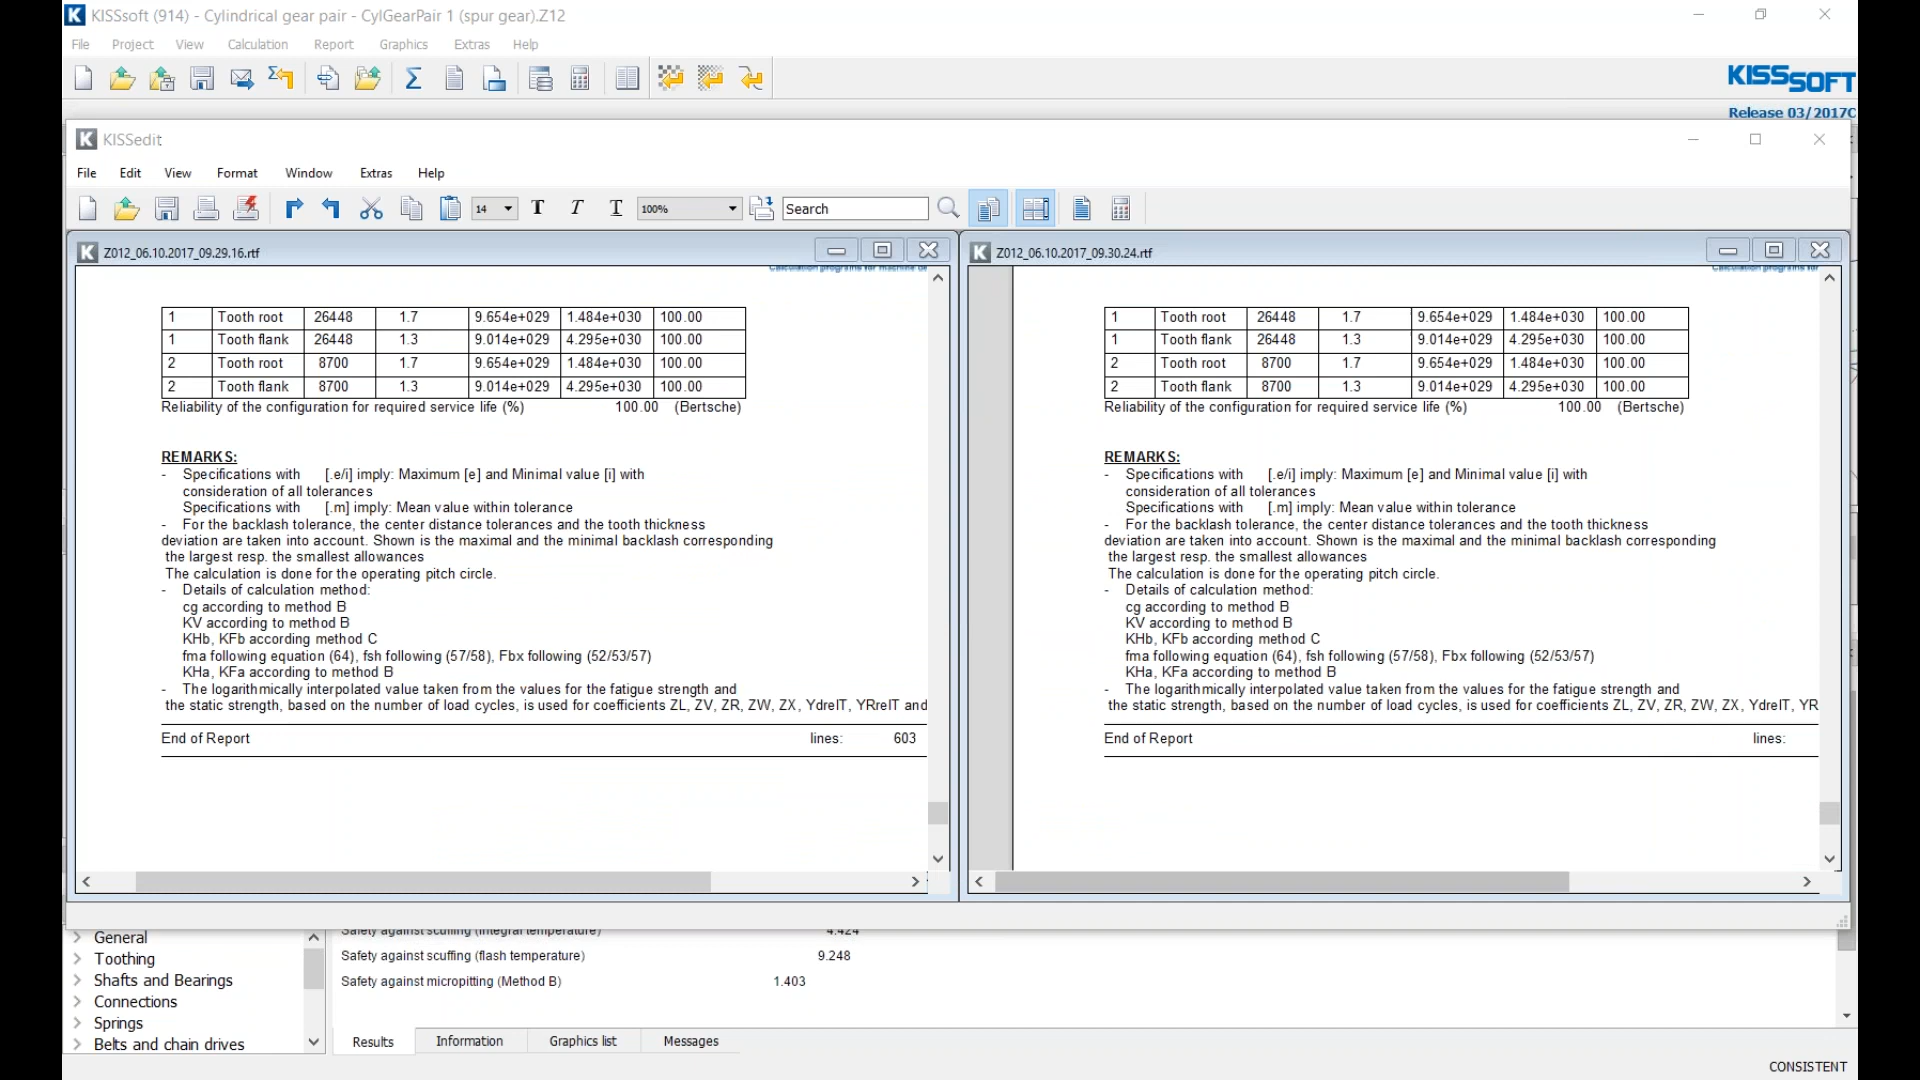 KISSsoft (914) - Cylindrical gear pair - CylGearPair 1 (spur gear).Z12
File Project View Calculation Report Graphics Extras Help
KISSSOFT
Release 03/2017C
KISSedit
File Edit View Format Window Extras Help
14 T T T 100% Search
Z012_06.10.2017_09.29.16.rtf
Calculation programs for machine de
1 Tooth root 26448 1.7 9.654e+029 1.484e+030 100.00
1 Tooth flank 26448 1.3 9.014e+029 4.295e+030 100.00
2 Tooth root 8700 1.7 9.654e+029 1.484e+030 100.00
2 Tooth flank 8700 1.3 9.014e+029 4.295e+030 100.00
Reliability of the configuration for required service life (%) 100.00 (Bertsche)
REMARKS:
- Specifications with [.e/i] imply: Maximum [e] and Minimal value [i] with
consideration of all tolerances
Specifications with [.m] imply: Mean value within tolerance
- For the backlash tolerance, the center distance tolerances and the tooth thickness
deviation are taken into account. Shown is the maximal and the minimal backlash corresponding
the largest resp. the smallest allowances
The calculation is done for the operating pitch circle.
- Details of calculation method:
cg according to method B
KV according to method B
KHb, KFb according method C
fma following equation (64), fsh following (57/58), Fbx following (52/53/57)
KHa, KFa according to method B
- The logarithmically interpolated value taken from the values for the fatigue strength and
the static strength, based on the number of load cycles, is used for coefficients ZL, ZV, ZR, ZW, ZX, YdrelT, YRrelT and
End of Report lines: 603
Z012_06.10.2017_09.30.24.rtf
Calculation programs for
1 Tooth root 26448 1.7 9.654e+029 1.484e+030 100.00
1 Tooth flank 26448 1.3 9.014e+029 4.295e+030 100.00
2 Tooth root 8700 1.7 9.654e+029 1.484e+030 100.00
2 Tooth flank 8700 1.3 9.014e+029 4.295e+030 100.00
Reliability of the configuration for required service life (%) 100.00 (Bertsche)
REMARKS:
- Specifications with [.e/i] imply: Maximum [e] and Minimal value [i] with
consideration of all tolerances
Specifications with [.m] imply: Mean value within tolerance
- For the backlash tolerance, the center distance tolerances and the tooth thickness
deviation are taken into account. Shown is the maximal and the minimal backlash corresponding
the largest resp. the smallest allowances
The calculation is done for the operating pitch circle.
- Details of calculation method:
cg according to method B
KV according to method B
KHb, KFb according method C
fma following equation (64), fsh following (57/58), Fbx following (52/53/57)
KHa, KFa according to method B
- The logarithmically interpolated value taken from the values for the fatigue strength and
the static strength, based on the number of load cycles, is used for coefficients ZL, ZV, ZR, ZW, ZX, YdrelT, YR
End of Report lines:
General
Toothing
Shafts and Bearings
Connections
Springs
Belts and chain drives
Safety against scuffing (integral temperature) 4.424
Safety against scuffing (flash temperature) 9.248
Safety against micropitting (Method B) 1.403
Results Information Graphics list Messages
CONSISTENT